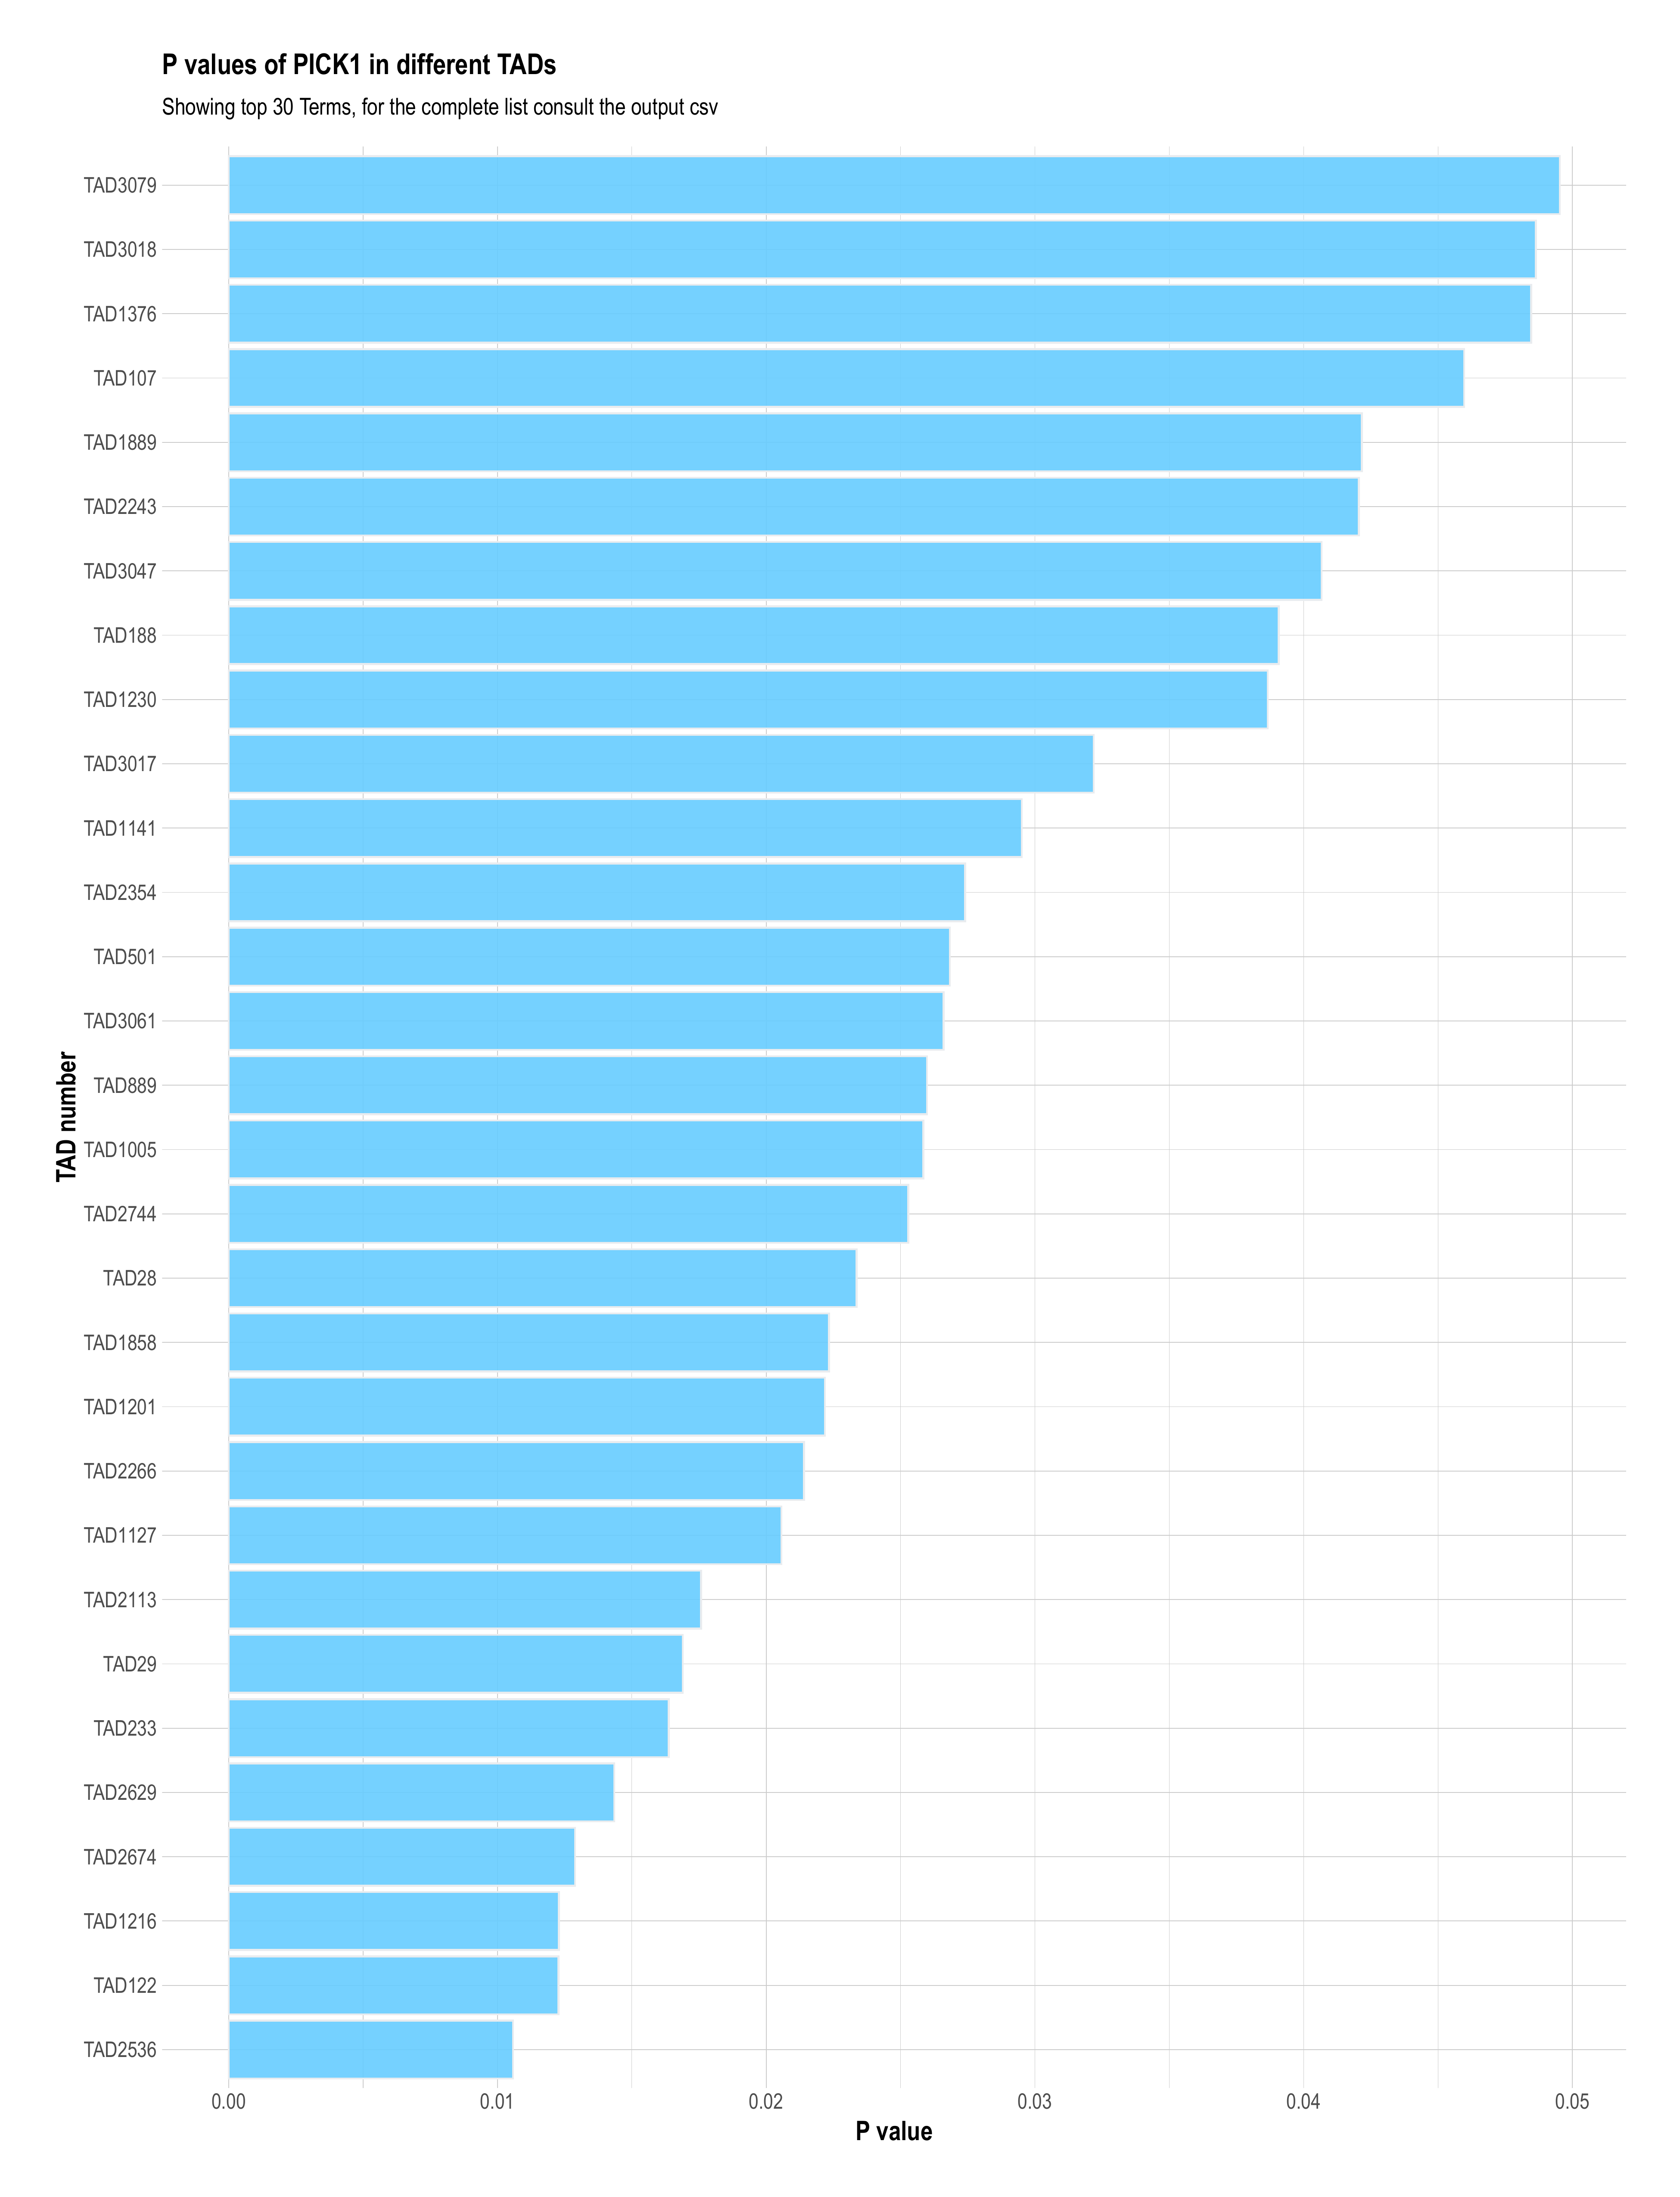 P values of PICK1 in different TADs
Showing top 30 Terms, for the complete list consult the output csv
TAD number
TAD3079
TAD3018
TAD1376
TAD107
TAD1889
TAD2243
TAD3047
TAD188
TAD1230
TAD3017
TAD1141
TAD2354
TAD501
TAD3061
TAD889
TAD1005
TAD2744
TAD28
TAD1858
TAD1201
TAD2266
TAD1127
TAD2113
TAD29
TAD233
TAD2629
TAD2674
TAD1216
TAD122
TAD2536
0.00 0.01 0.02 0.03 0.04 0.05
P value